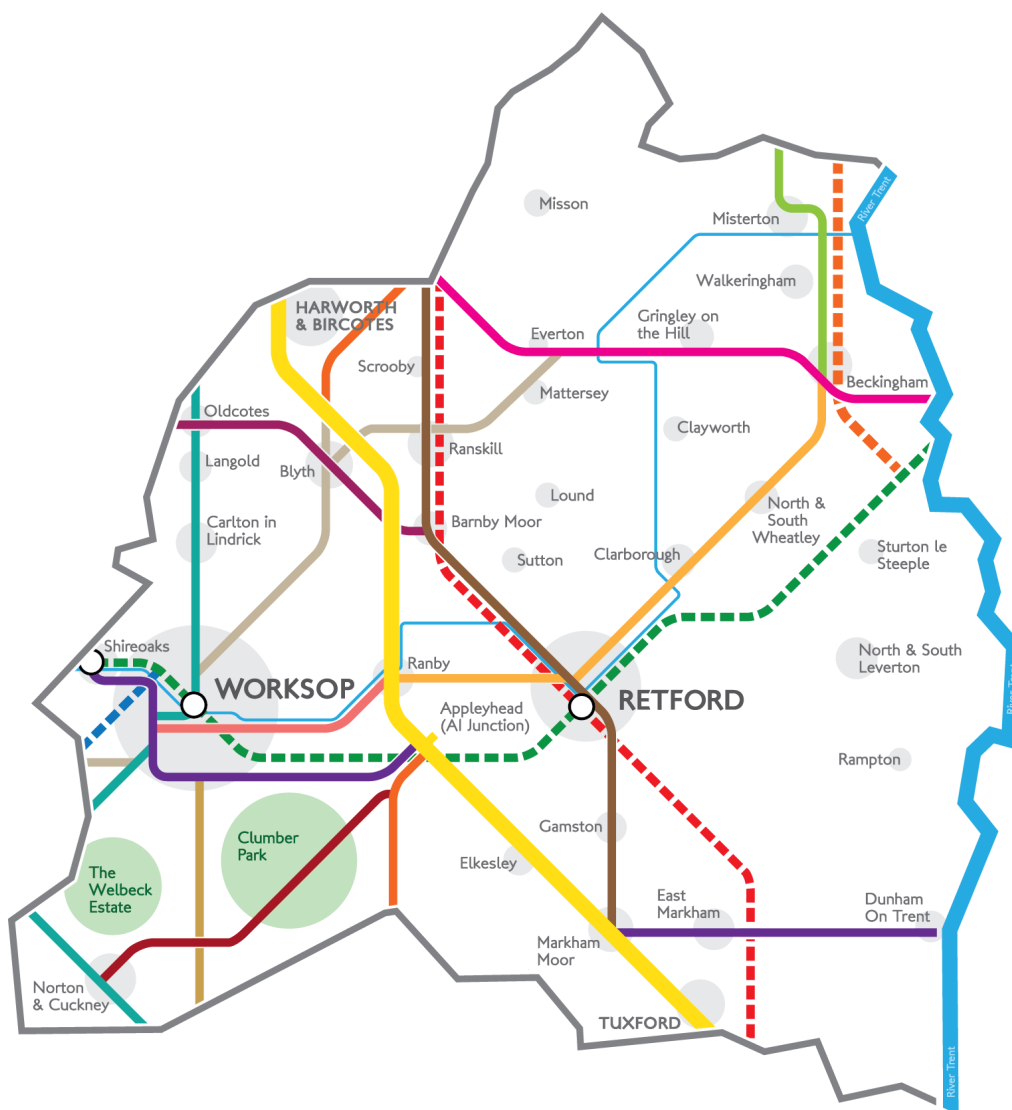 River Trent
Misson
Misterton
Walkeringham
HARWORTH
& BIRCOTES
Gringley on
the Hill
Everton
Scrooby
Beckingham
Mattersey
Oldcotes
Clayworth
Ranskill
Langold
Blyth
Lound
North &
South
Wheatley
Carlton in
Lindrick
Barnby Moor
Sutton
Clarborough
Sturton le
Steeple
Shireoaks
Ranby
North & South
Leverton
WORKSOP
RETFORD
River Trent
Appleyhead
(A1 Junction)
Rampton
Gamston
Clumber
Park
Elkesley
The
Welbeck
Estate
East
Markham
Dunham
On Trent
Markham
Moor
Norton
& Cuckney
TUXFORD
River Trent